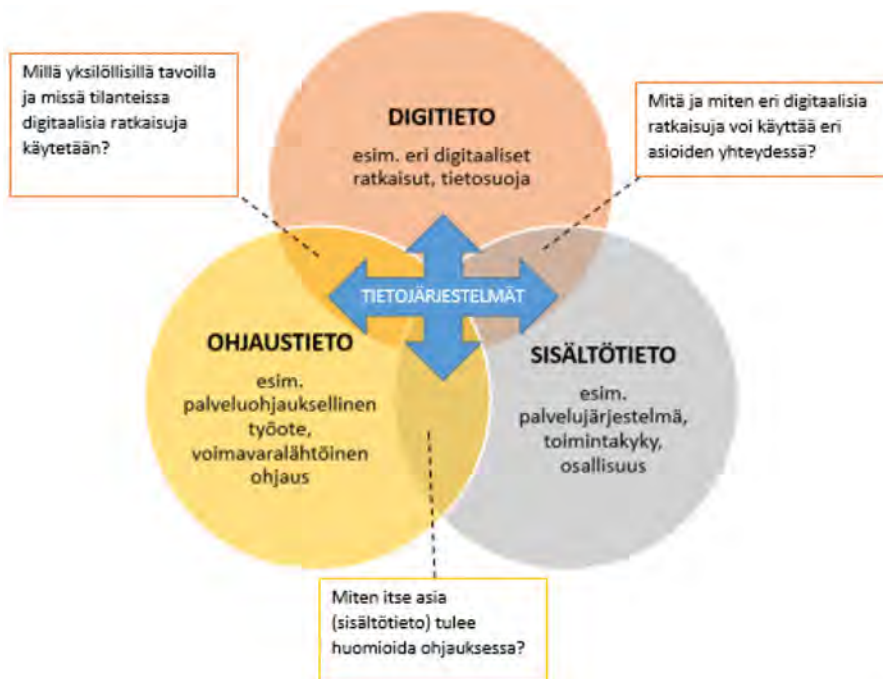 Millä yksilöllisillä tavoilla
ja missä tilanteissa
digitaalisia ratkaisuja
käytetään?
DIGITIETO
esim. eri digitaaliset
ratkaisut, tietosuoja
Mitä ja miten eri digitaalisia
ratkaisuja voi käyttää eri
asioiden yhteydessä?
TIETOJÄRJESTELMÄT
OHJAUSTIETO
esim.
palveluohjauksellinen
työote,
voimavaralähtöinen
ohjaus
SISÄLTÖTIETO
esim.
palvelujärjestelmä,
toimintakyky,
osallisuus
Miten itse asia
(sisältötieto) tulee
huomioida ohjauksessa?